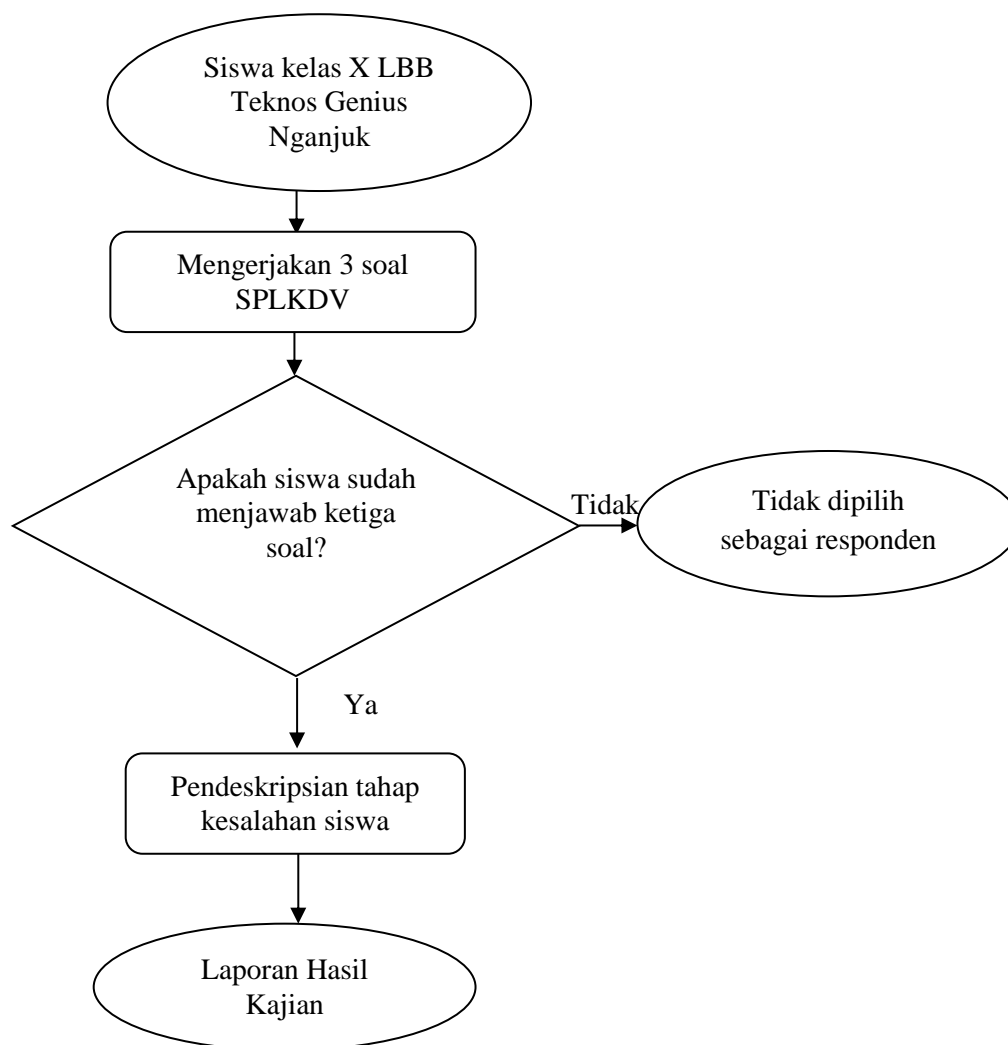 Siswa kelas X LBB
Teknos Genius
Nganjuk
Mengerjakan 3 soal
SPLKDV
Apakah siswa sudah
menjawab ketiga
soal?
Tidak
Tidak dipilih
sebagai responden
Ya
Pendeskripsian tahap
kesalahan siswa
Laporan Hasil
Kajian